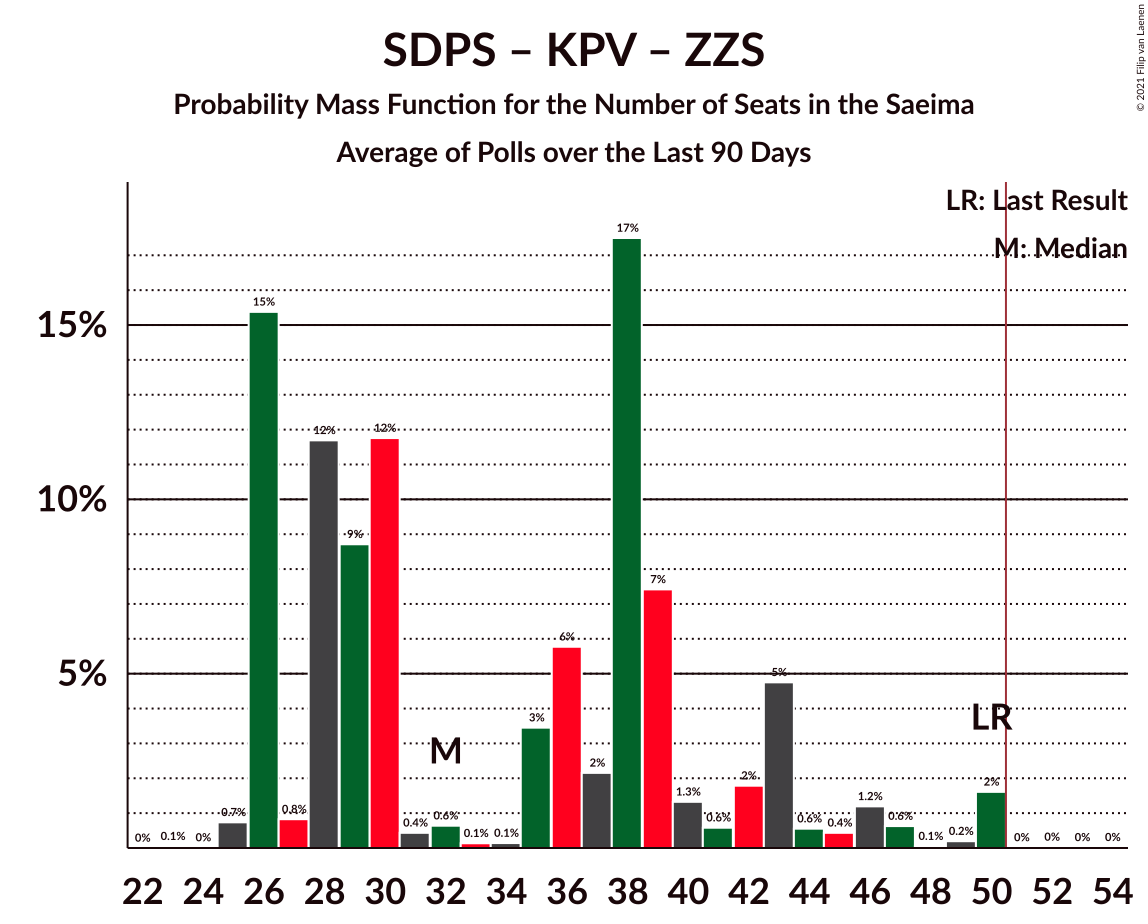 © 2021 Filip van Laenen
SDPS – KPV – ZZS
Probability Mass Function for the Number of Seats in the Saeima
Average of Polls over the Last 90 Days
LR: Last Result
M: Median
15%
10%
5%
0% 0.1% 0% 0.7% 15% 0.8% 12% 9% 12% 0.4% 0.6% 0.1% 0.1% 3% 6% 2% 17% 7% 1.3% 0.6% 2% 5% 0.6% 0.4% 1.2% 0.6% 0.1% 0.2% 2% 0% 0% 0% 0%
M
LR
22 24 26 28 30 32 34 36 38 40 42 44 46 48 50 52 54